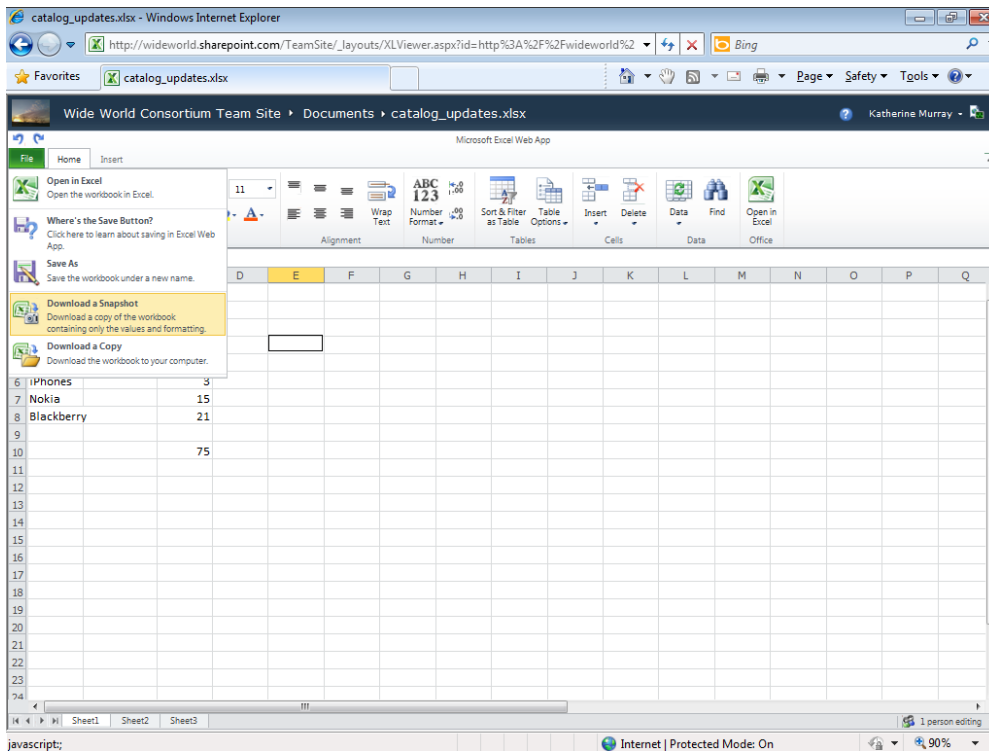 catalog_updates.xlsx - Windows Internet Explorer
http://wideworld.sharepoint.com/TeamSite/_layouts/XLViewer.aspx?id=http%3A%2F%2Fwideworld%2
Bing
Favorites
catalog_updates.xlsx
Page
Safety
Tools
Wide World Consortium Team Site
Documents
catalog_updates.xlsx
Katherine Murray
Microsoft Excel Web App
File
Home
Insert
Open in Excel
Open the workbook in Excel.
Where's the Save Button?
Click here to learn about saving in Excel Web
App.
Save As
Save the workbook under a new name.
Download a Snapshot
Download a copy of the workbook
containing only the values and formatting.
Download a Copy
Download the workbook to your computer.
11
A
Wrap
Text
Alignment
ABC
123
Number
Format
Number
Sort & Filter
as Table
Table
Options
Tables
Insert
Delete
Cells
Data
Find
Data
Open in
Excel
Office
D E F G H I J K L M N O P Q
6 iPhones 3
7 Nokia 15
8 Blackberry 21
9
10 75
11
12
13
14
15
16
17
18
19
20
21
22
23
24
Sheet1 Sheet2 Sheet3
1 person editing
javascript:;
Internet | Protected Mode: On
90%